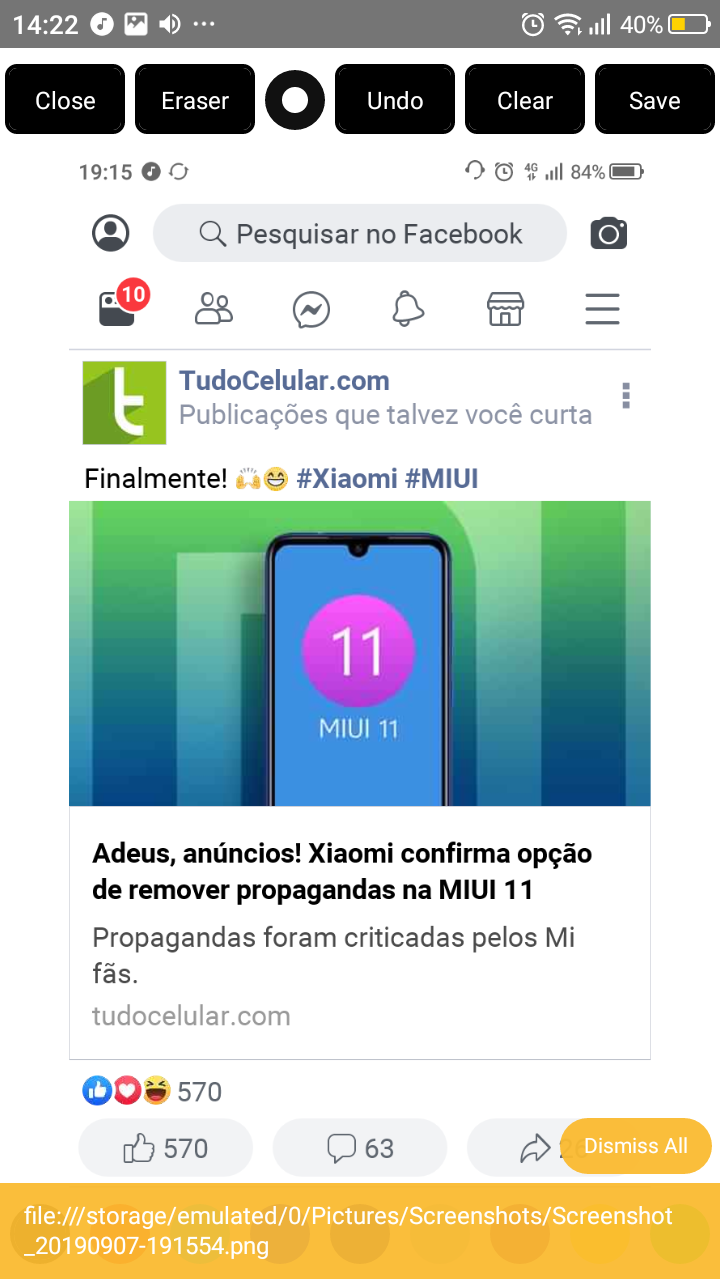 14:22 40%
Close Eraser Undo Clear Save
19:15 4G 84%
Pesquisar no Facebook
10
TudoCelular.com
Publicações que talvez você curta
Finalmente! 🙌😁 #Xiaomi #MIUI
11
MIUI 11
Adeus, anúncios! Xiaomi confirma opção
de remover propagandas na MIUI 11
Propagandas foram criticadas pelos Mi
fãs.
tudocelular.com
570
570 63 Dismiss All
file:///storage/emulated/0/Pictures/Screenshots/Screenshot
_20190907-191554.png